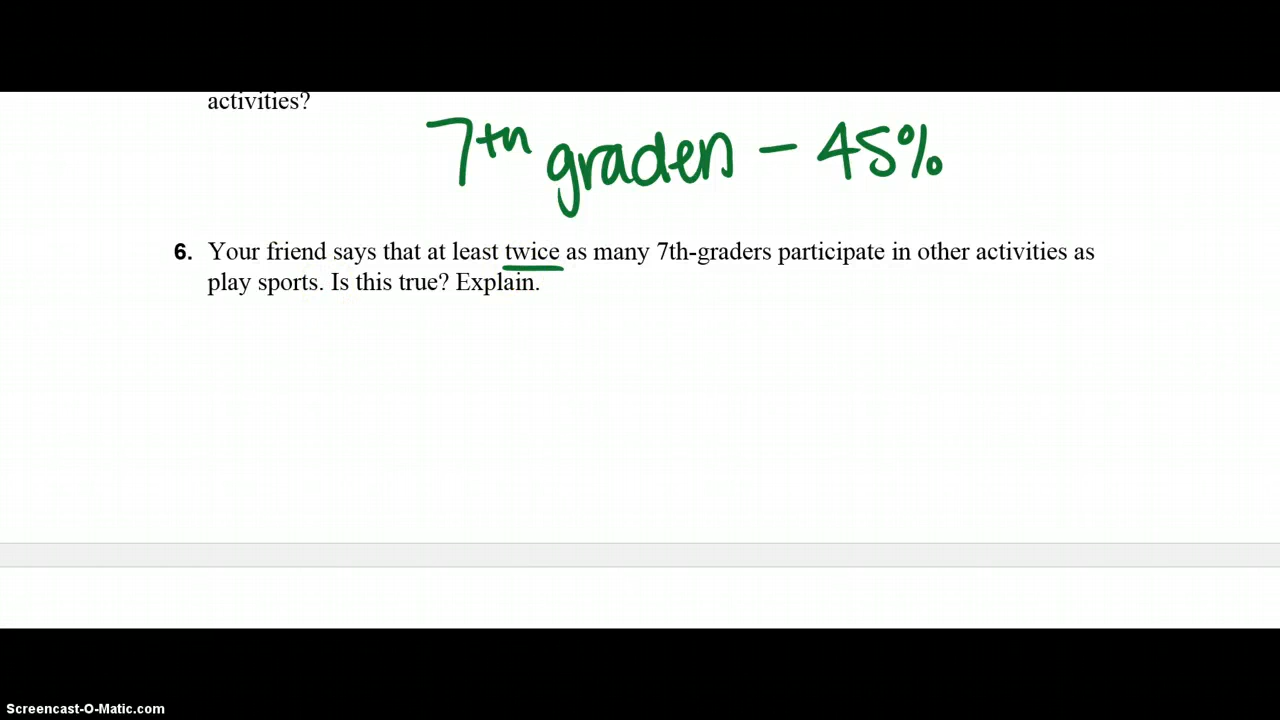 activities?
7th graders - 45%
6. Your friend says that at least twice as many 7th-graders participate in other activities as
play sports. Is this true? Explain.
Screencast-O-Matic.com